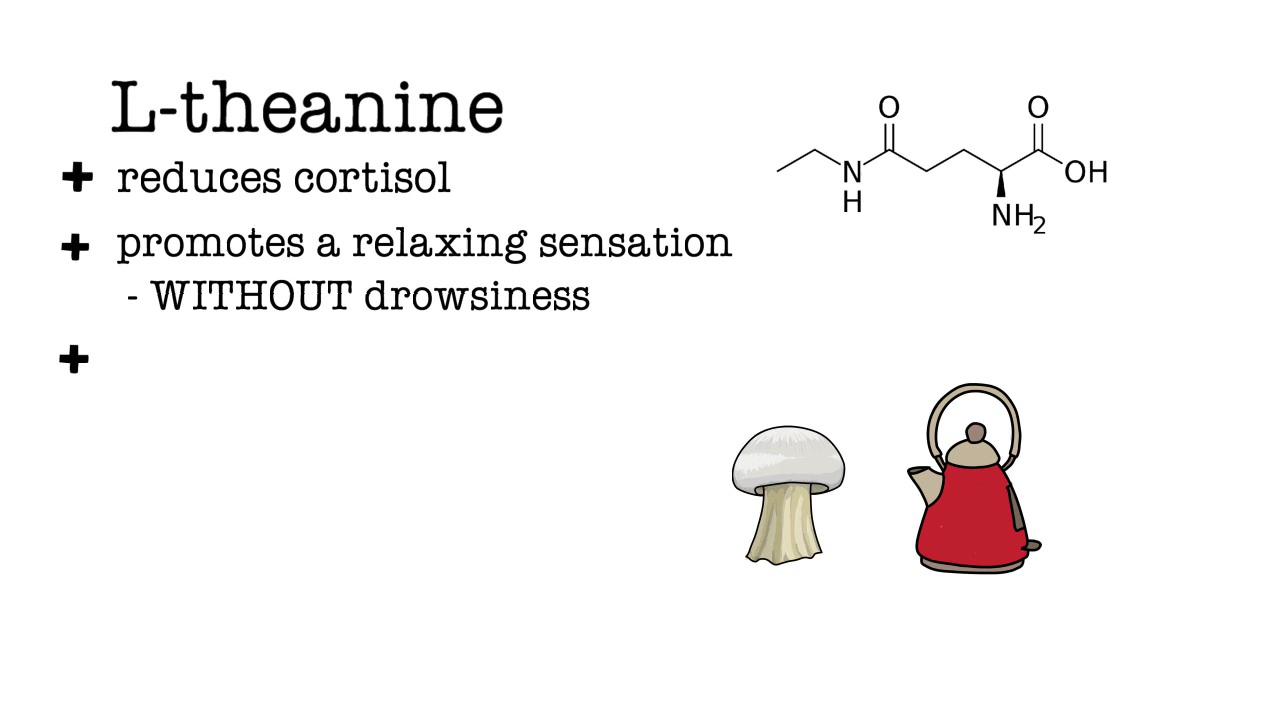 L-theanine
+ reduces cortisol
+ promotes a relaxing sensation
- WITHOUT drowsiness
+
O O
N OH
H NH2